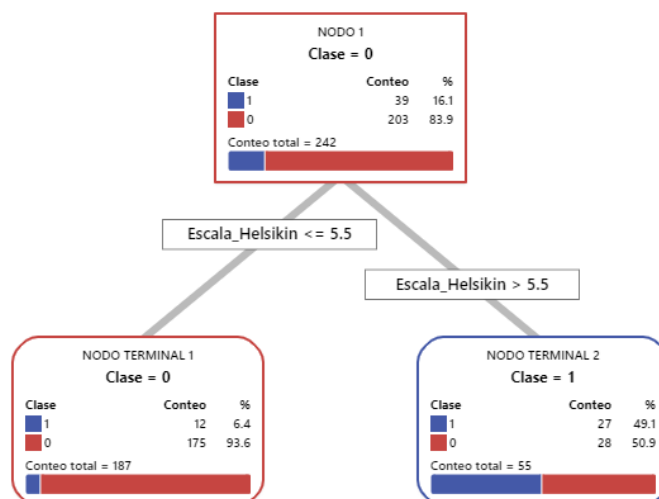 NODO 1
Clase = 0
Clase Conteo %
1 39 16.1
0 203 83.9
Conteo total = 242
Escala_Helsikin <= 5.5
Escala_Helsikin > 5.5
NODO TERMINAL 1
Clase = 0
Clase Conteo %
1 12 6.4
0 175 93.6
Conteo total = 187
NODO TERMINAL 2
Clase = 1
Clase Conteo %
1 27 49.1
0 28 50.9
Conteo total = 55